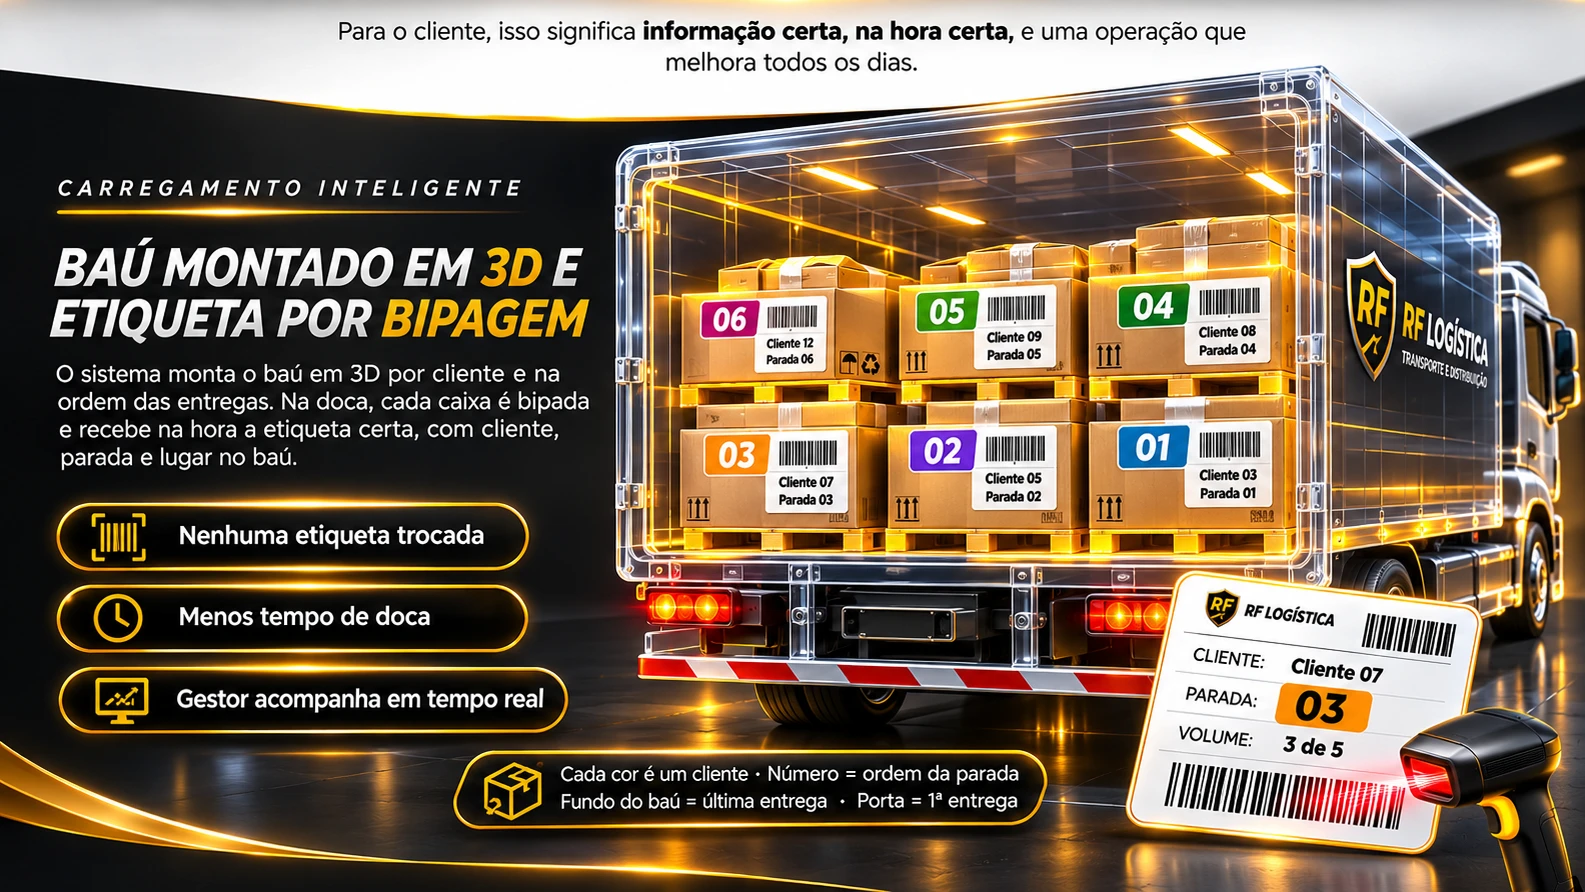 Para o cliente, isso significa informação certa, na hora certa, e uma operação que
melhora todos os dias.
CARREGAMENTO INTELIGENTE
BAÚ MONTADO EM 3D E
ETIQUETA POR BIPAGEM
O sistema monta o baú em 3D por cliente e na
ordem das entregas. Na doca, cada caixa é bipada
e recebe na hora a etiqueta certa, com cliente,
parada e lugar no baú.
Nenhuma etiqueta trocada
Menos tempo de doca
Gestor acompanha em tempo real
Cada cor é um cliente · Número = ordem da parada
Fundo do baú = última entrega · Porta = 1ª entrega
06
Cliente 12
Parada 06
05
Cliente 09
Parada 05
04
Cliente 08
Parada 04
03
Cliente 07
Parada 03
02
Cliente 05
Parada 02
01
Cliente 03
Parada 01
RF
RF LOGÍSTICA
TRANSPORTE E DISTRIBUIÇÃO
RF
RF LOGÍSTICA
CLIENTE: Cliente 07
PARADA: 03
VOLUME: 3 de 5